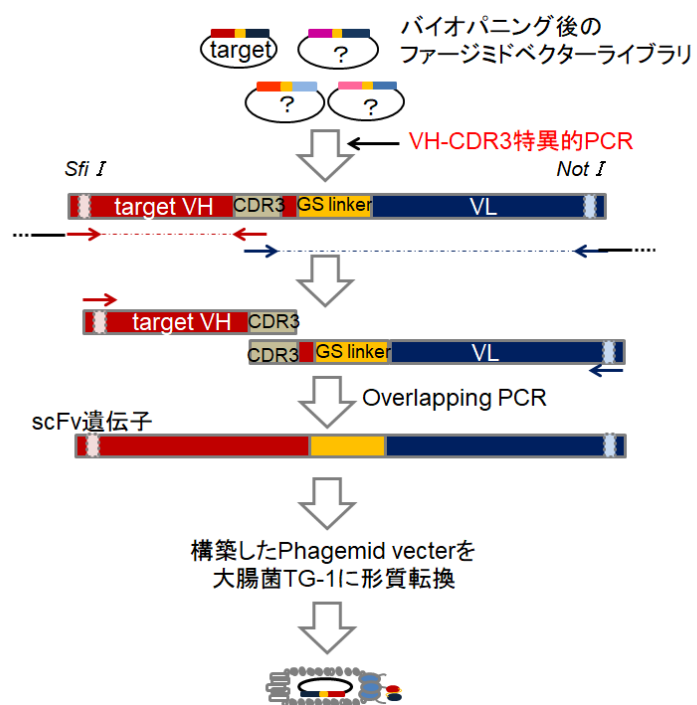 バイオパニング後の
ファージミドベクターライブラリ
target
?
?
?
VH-CDR3特異的PCR
Sfi I
Not I
target VH
CDR3
GS linker
VL
target VH
CDR3
CDR3
GS linker
VL
Overlapping PCR
scFv遺伝子
構築したPhagemid vecterを
大腸菌TG-1に形質転換